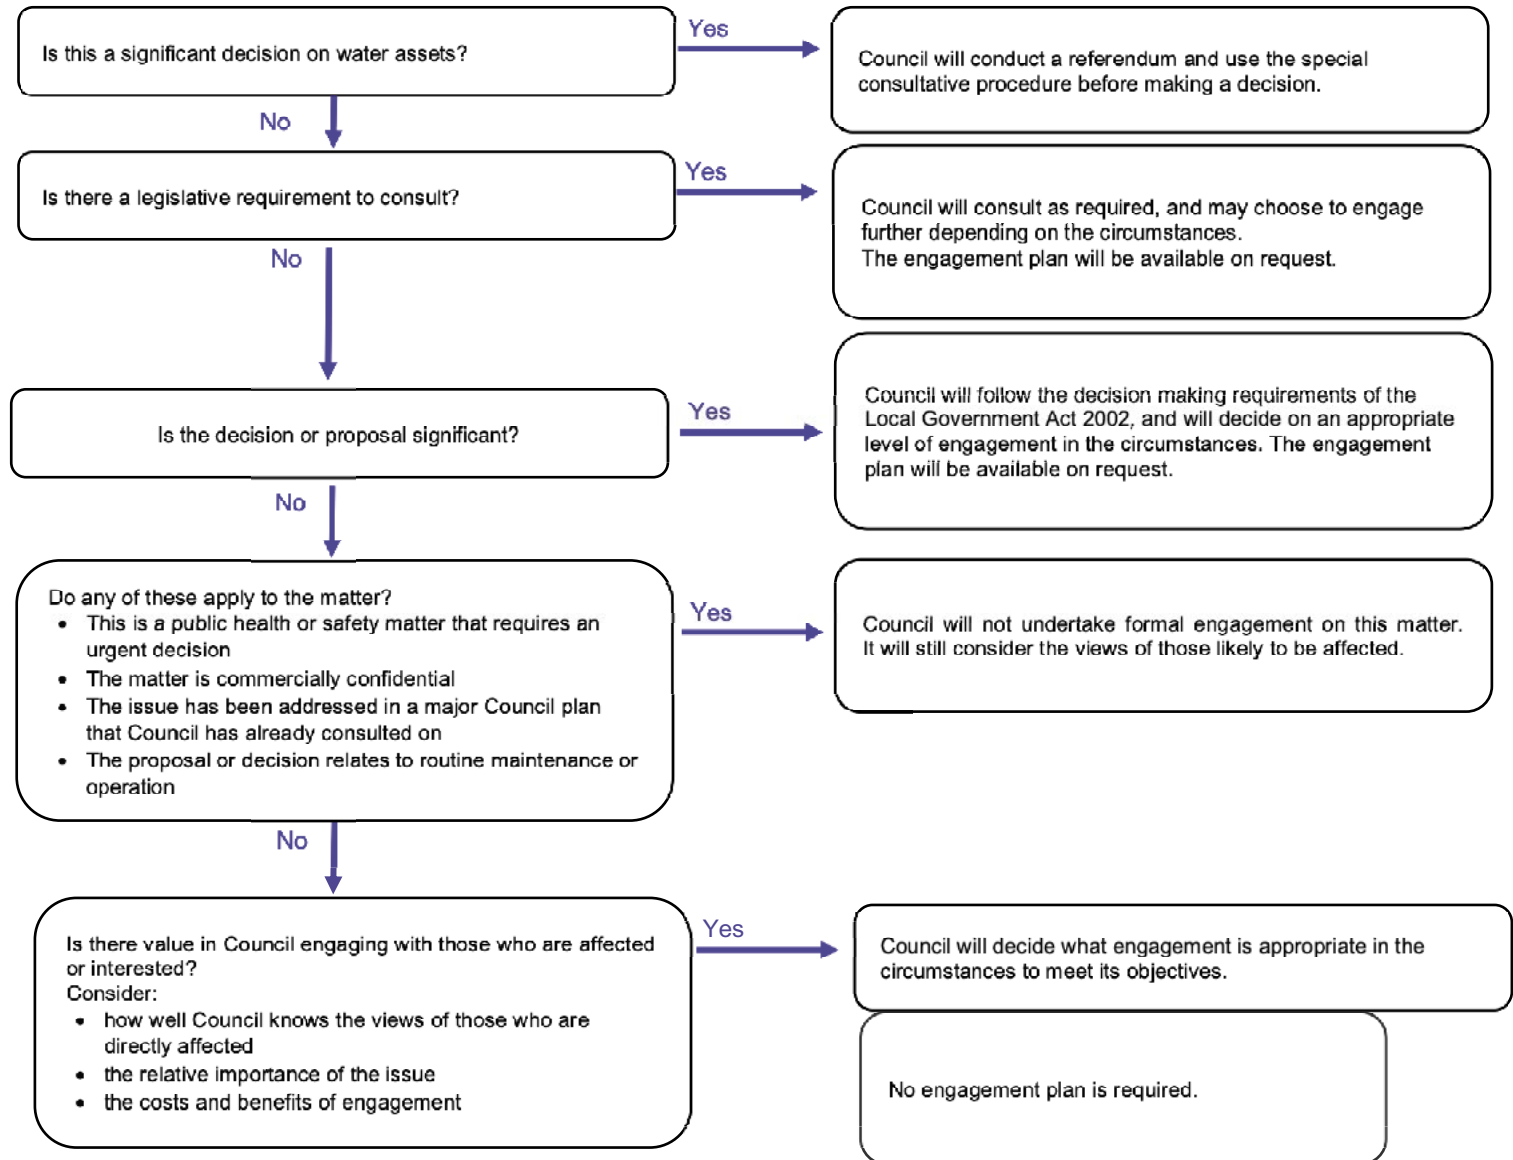 Is this a significant decision on water assets?
Yes
Council will conduct a referendum and use the special
consultative procedure before making a decision.
No
Is there a legislative requirement to consult?
Yes
Council will consult as required, and may choose to engage
further depending on the circumstances.
The engagement plan will be available on request.
No
Is the decision or proposal significant?
Yes
Council will follow the decision making requirements of the
Local Government Act 2002, and will decide on an appropriate
level of engagement in the circumstances. The engagement
plan will be available on request.
No
Do any of these apply to the matter?
• This is a public health or safety matter that requires an
urgent decision
• The matter is commercially confidential
• The issue has been addressed in a major Council plan
that Council has already consulted on
• The proposal or decision relates to routine maintenance or
operation
Yes
Council will not undertake formal engagement on this matter.
It will still consider the views of those likely to be affected.
No
Is there value in Council engaging with those who are affected
or interested?
Consider:
• how well Council knows the views of those who are
directly affected
• the relative importance of the issue
• the costs and benefits of engagement
Yes
Council will decide what engagement is appropriate in the
circumstances to meet its objectives.
No engagement plan is required.